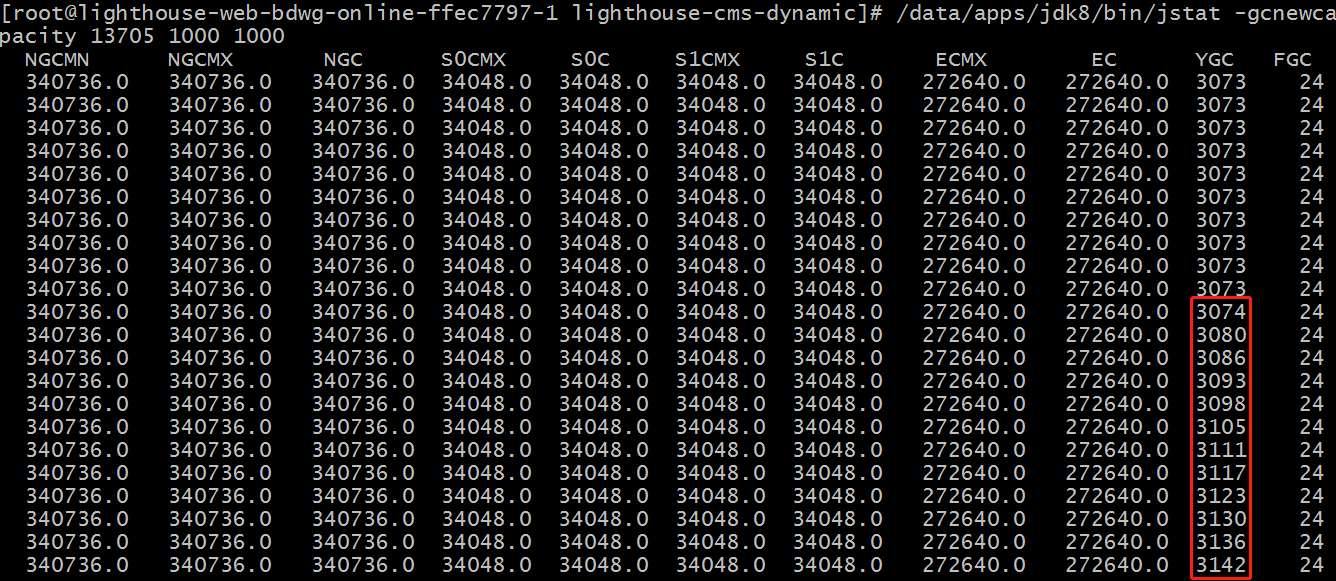 [root@lighthouse-web-bdwg-online-ffec7797-1 lighthouse-cms-dynamic]# /data/apps/jdk8/bin/jstat -gcnewca
pacity 13705 1000 1000
NGCMN NGCMX NGC S0CMX S0C S1CMX S1C ECMX EC YGC FGC
340736.0 340736.0 340736.0 34048.0 34048.0 34048.0 34048.0 272640.0 272640.0 3073 24
340736.0 340736.0 340736.0 34048.0 34048.0 34048.0 34048.0 272640.0 272640.0 3073 24
340736.0 340736.0 340736.0 34048.0 34048.0 34048.0 34048.0 272640.0 272640.0 3073 24
340736.0 340736.0 340736.0 34048.0 34048.0 34048.0 34048.0 272640.0 272640.0 3073 24
340736.0 340736.0 340736.0 34048.0 34048.0 34048.0 34048.0 272640.0 272640.0 3073 24
340736.0 340736.0 340736.0 34048.0 34048.0 34048.0 34048.0 272640.0 272640.0 3073 24
340736.0 340736.0 340736.0 34048.0 34048.0 34048.0 34048.0 272640.0 272640.0 3073 24
340736.0 340736.0 340736.0 34048.0 34048.0 34048.0 34048.0 272640.0 272640.0 3073 24
340736.0 340736.0 340736.0 34048.0 34048.0 34048.0 34048.0 272640.0 272640.0 3073 24
340736.0 340736.0 340736.0 34048.0 34048.0 34048.0 34048.0 272640.0 272640.0 3073 24
340736.0 340736.0 340736.0 34048.0 34048.0 34048.0 34048.0 272640.0 272640.0 3074 24
340736.0 340736.0 340736.0 34048.0 34048.0 34048.0 34048.0 272640.0 272640.0 3080 24
340736.0 340736.0 340736.0 34048.0 34048.0 34048.0 34048.0 272640.0 272640.0 3086 24
340736.0 340736.0 340736.0 34048.0 34048.0 34048.0 34048.0 272640.0 272640.0 3093 24
340736.0 340736.0 340736.0 34048.0 34048.0 34048.0 34048.0 272640.0 272640.0 3098 24
340736.0 340736.0 340736.0 34048.0 34048.0 34048.0 34048.0 272640.0 272640.0 3105 24
340736.0 340736.0 340736.0 34048.0 34048.0 34048.0 34048.0 272640.0 272640.0 3111 24
340736.0 340736.0 340736.0 34048.0 34048.0 34048.0 34048.0 272640.0 272640.0 3117 24
340736.0 340736.0 340736.0 34048.0 34048.0 34048.0 34048.0 272640.0 272640.0 3123 24
340736.0 340736.0 340736.0 34048.0 34048.0 34048.0 34048.0 272640.0 272640.0 3130 24
340736.0 340736.0 340736.0 34048.0 34048.0 34048.0 34048.0 272640.0 272640.0 3136 24
340736.0 340736.0 340736.0 34048.0 34048.0 34048.0 34048.0 272640.0 272640.0 3142 24